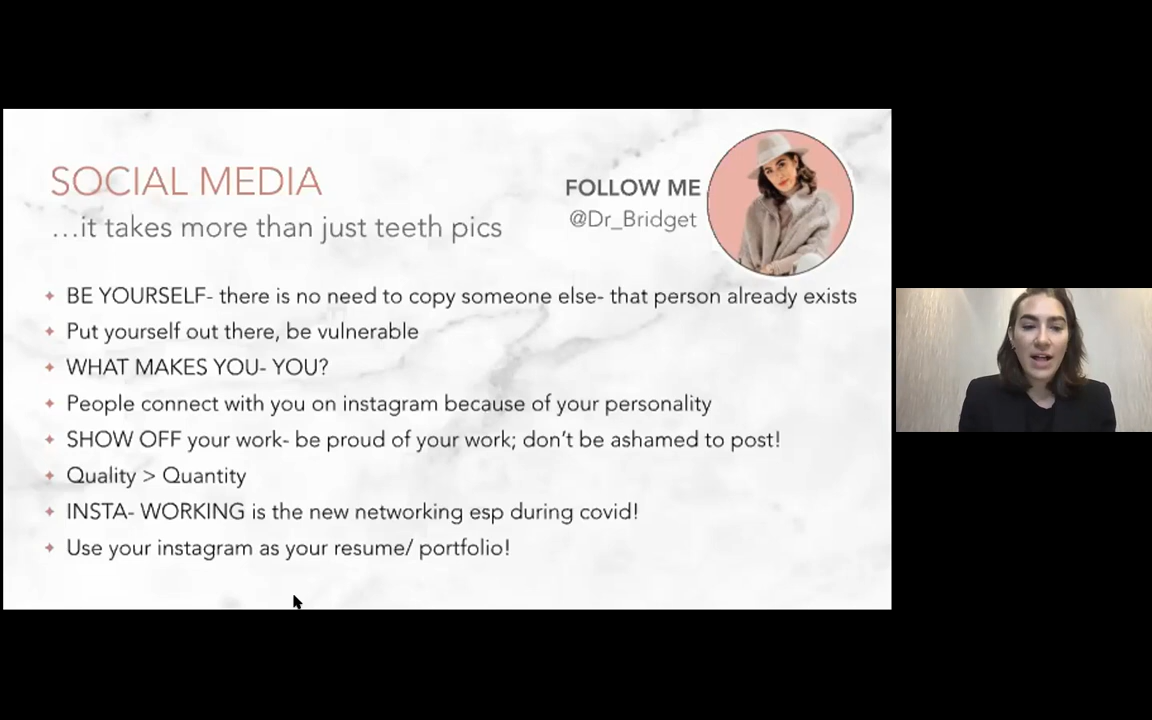 SOCIAL MEDIA
...it takes more than just teeth pics
FOLLOW ME
@Dr_Bridget
BE YOURSELF- there is no need to copy someone else- that person already exists
Put yourself out there, be vulnerable
WHAT MAKES YOU- YOU?
People connect with you on instagram because of your personality
SHOW OFF your work- be proud of your work; don't be ashamed to post!
Quality > Quantity
INSTA- WORKING is the new networking esp during covid!
Use your instagram as your resume/ portfolio!